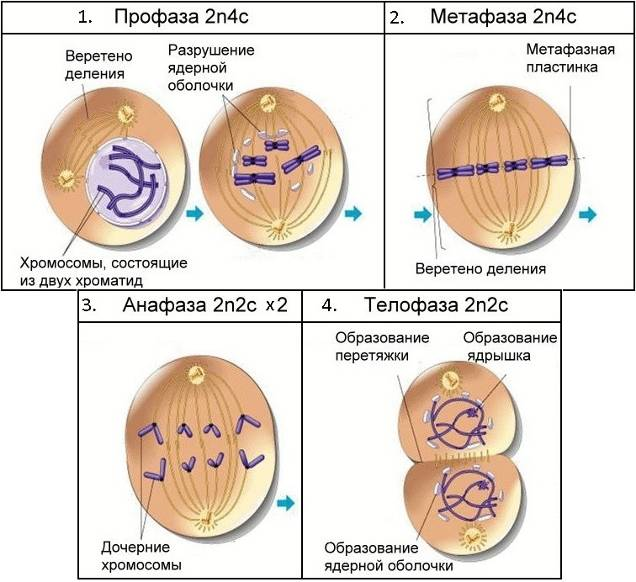 1. Профаза 2n4c
Веретено
деления
Разрушение
ядерной
оболочки
Хромосомы, состоящие
из двух хроматид
2. Метафаза 2n4c
Метафазная
пластинка
Веретено деления
3. Анафаза 2n2c x2
Дочерние
хромосомы
4. Телофаза 2n2c
Образование
перетяжки
Образование
ядрышка
Образование
ядерной оболочки